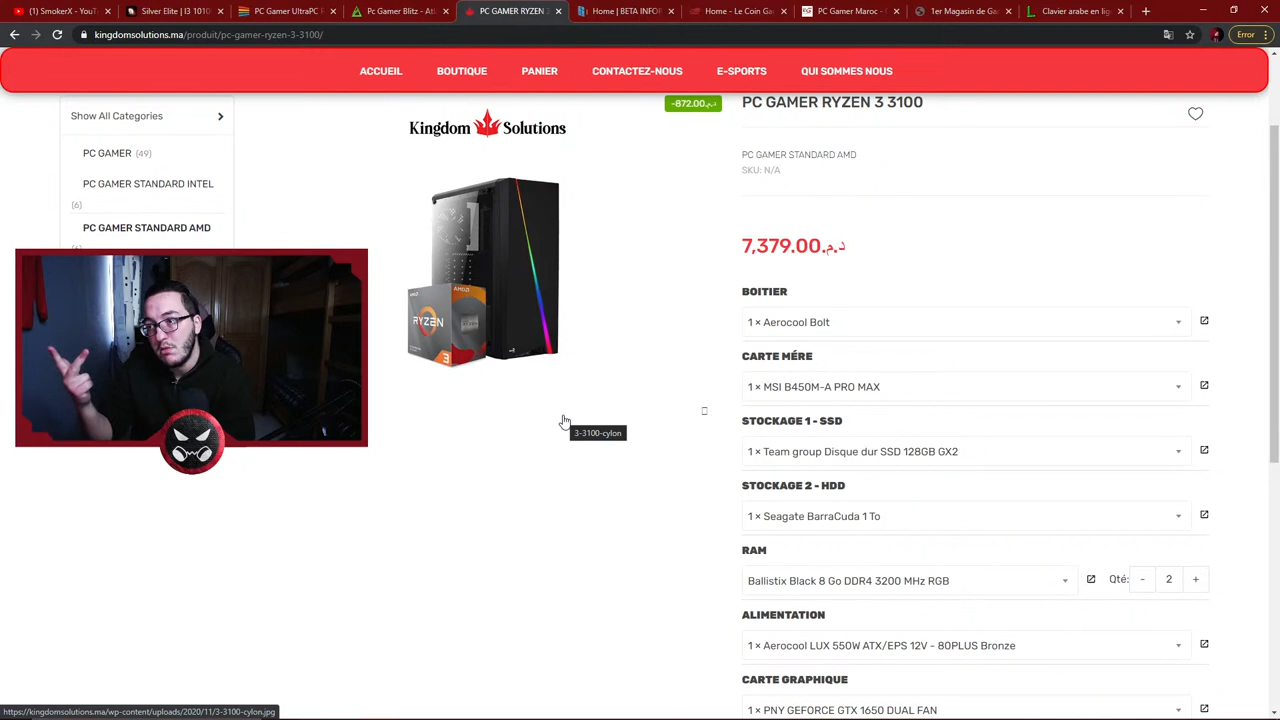 (1) SmokerX - YouT
Silver Elite | I3 1010
PC Gamer UltraPC F
Pc Gamer Blitz - Atl
PC GAMER RYZEN 3
Home | BETA INFOR
Home - Le Coin Ga
PC Gamer Maroc -
1er Magasin de Ga
Clavier arabe en lig
kingdomsolutions.ma/produit/pc-gamer-ryzen-3-3100/
Error
ACCUEIL
BOUTIQUE
PANIER
CONTACTEZ-NOUS
E-SPORTS
QUI SOMMES NOUS
Show All Categories
PC GAMER (49)
PC GAMER STANDARD INTEL
(6)
PC GAMER STANDARD AMD
-872.00د.م.
Kingdom Solutions
AMD
RYZEN
3
3-3100-cylon
PC GAMER RYZEN 3 3100
PC GAMER STANDARD AMD
SKU: N/A
7,379.00د.م.
BOITIER
1 × Aerocool Bolt
CARTE MÉRE
1 × MSI B450M-A PRO MAX
STOCKAGE 1 - SSD
1 × Team group Disque dur SSD 128GB GX2
STOCKAGE 2 - HDD
1 × Seagate BarraCuda 1 To
RAM
Ballistix Black 8 Go DDR4 3200 MHz RGB
Qté: - 2 +
ALIMENTATION
1 × Aerocool LUX 550W ATX/EPS 12V - 80PLUS Bronze
CARTE GRAPHIQUE
1 × PNY GEFORCE GTX 1650 DUAL FAN
https://kingdomsolutions.ma/wp-content/uploads/2020/11/3-3100-cylon.jpg